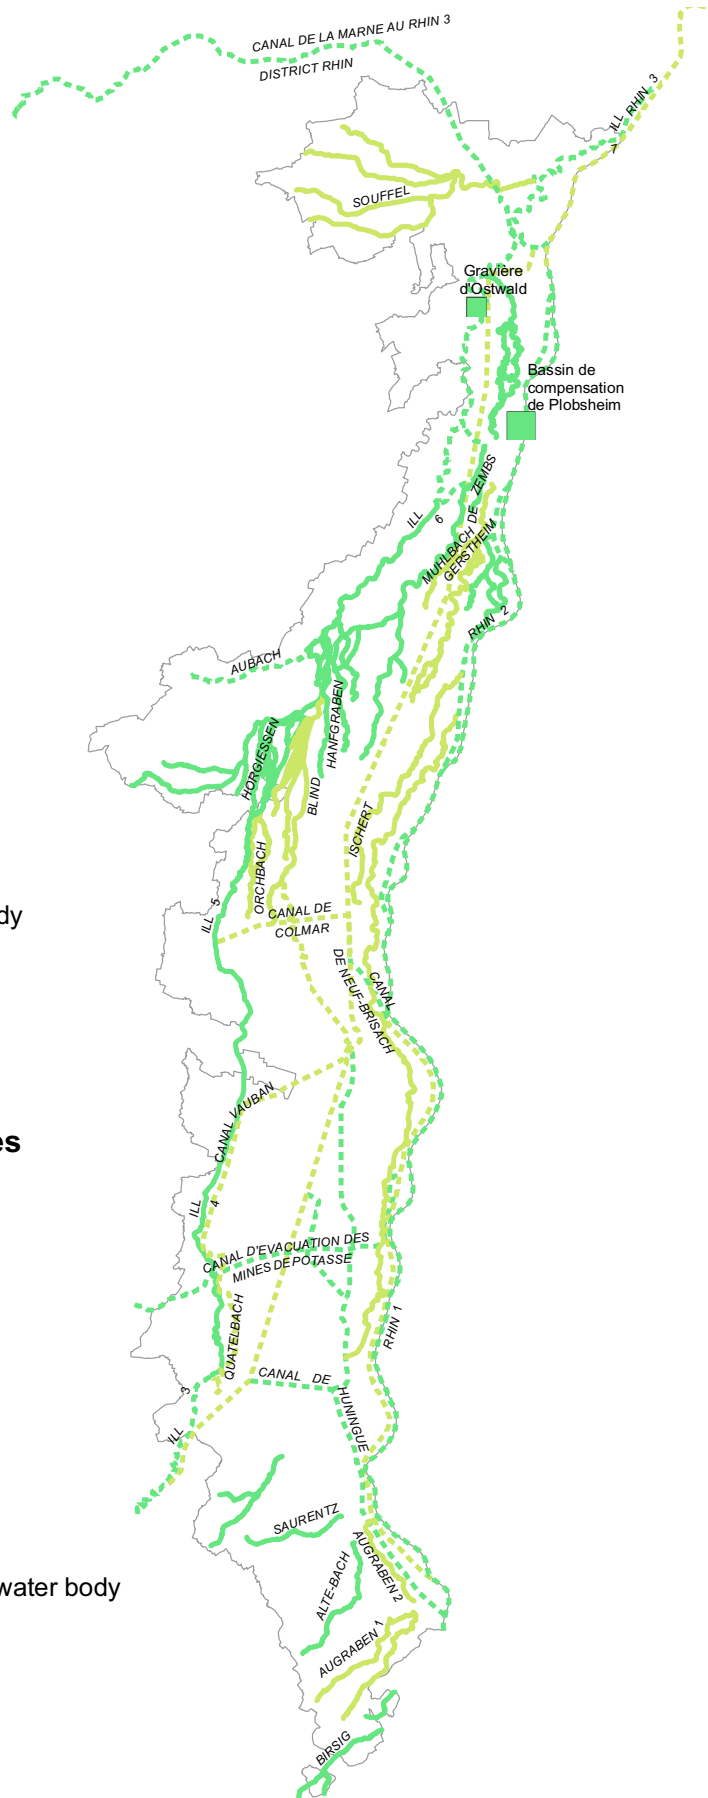 CANAL DE LA MARNE AU RHIN 3
DISTRICT RHIN
ILL
RHIN 3
7
SOUFFEL
Gravière
d'Ostwald
Bassin de
compensation
de Plobsheim
ILL
6
MUHLBACH DE
GERSTHEIM
ZEMBS
RHIN 2
AUBACH
HORGIESSEN
HANFGRABEN
BLIND
ISCHERT
ORCHBACH
ILL 5
dy
CANAL DE
COLMAR
CANAL
DE NEUF-BRISACH
CANAL VAUBAN
es
ILL
4
CANAL D'EVACUATION DES
MINES DE POTASSE
QUATELBACH
RHIN 1
CANAL DE
HUNINGUE
ILL
3
SAURENTZ
ALTE-BACH
AUGRABEN 2
water body
AUGRABEN 1
BIRSIG